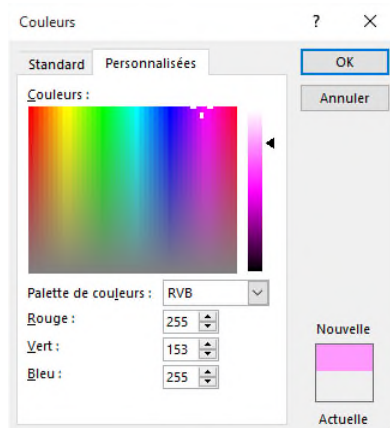 Couleurs ? X
Standard Personnalisées OK
Couleurs : Annuler
Palette de couleurs : RVB
Rouge : 255
Vert : 153 Nouvelle
Bleu : 255
Actuelle